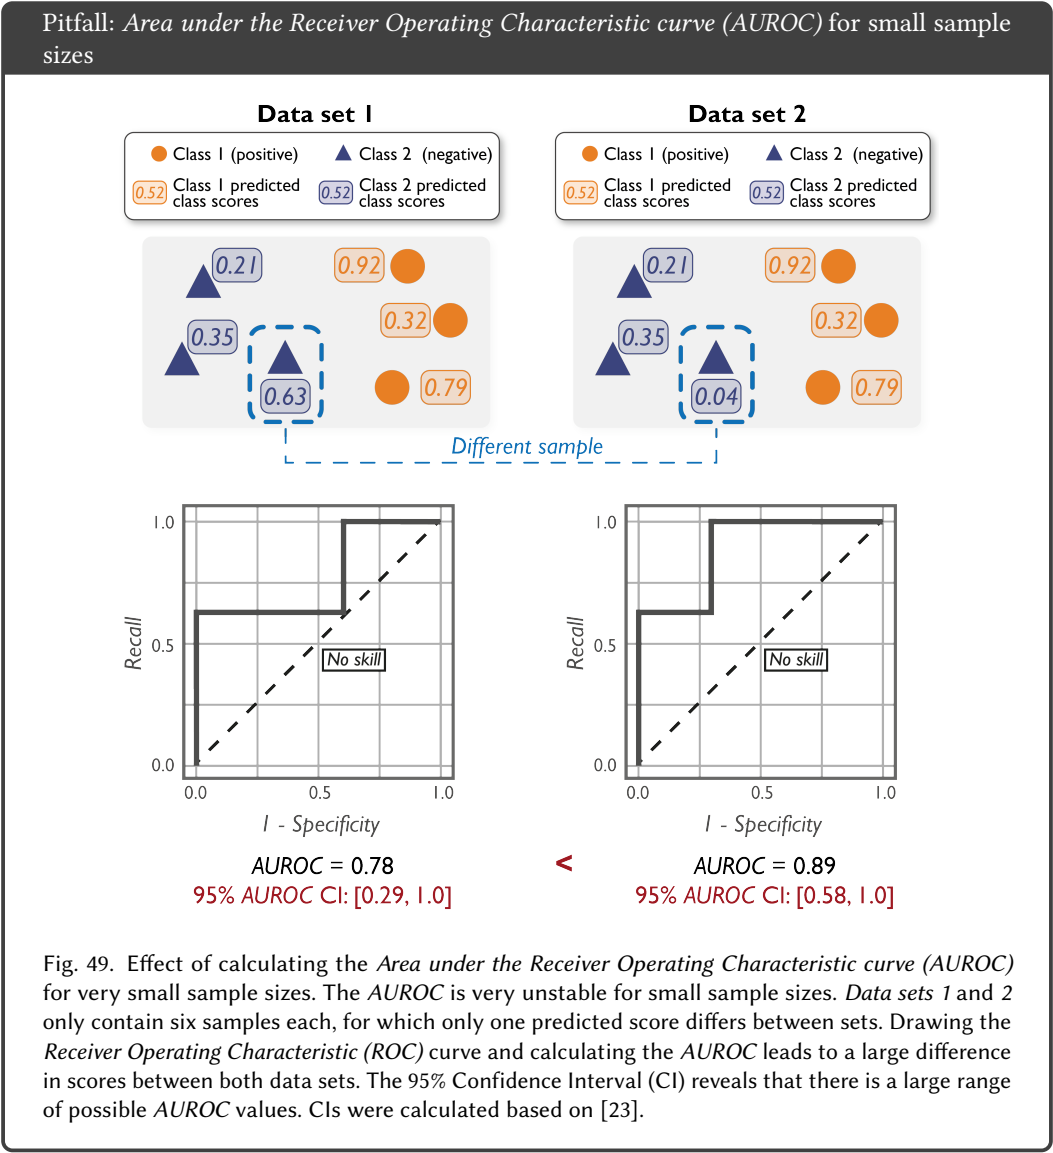 Pitfall: Area under the Receiver Operating Characteristic curve (AUROC) for small sample
sizes
Data set 1
Class 1 (positive)
Class 2 (negative)
0.52
Class 1 predicted
class scores
0.52
Class 2 predicted
class scores
0.21
0.92
0.32
0.35
0.63
0.79
Data set 2
Class 1 (positive)
Class 2 (negative)
0.52
Class 1 predicted
class scores
0.52
Class 2 predicted
class scores
0.21
0.92
0.32
0.35
0.04
0.79
Different sample
1.0
Recall
0.5
No skill
0.0
0.0
0.5
1.0
1 - Specificity
AUROC = 0.78
95% AUROC CI: [0.29, 1.0]
<
1.0
Recall
0.5
No skill
0.0
0.0
0.5
1.0
1 - Specificity
AUROC = 0.89
95% AUROC CI: [0.58, 1.0]
Fig. 49. Effect of calculating the Area under the Receiver Operating Characteristic curve (AUROC)
for very small sample sizes. The AUROC is very unstable for small sample sizes. Data sets 1 and 2
only contain six samples each, for which only one predicted score differs between sets. Drawing the
Receiver Operating Characteristic (ROC) curve and calculating the AUROC leads to a large difference
in scores between both data sets. The 95% Confidence Interval (CI) reveals that there is a large range
of possible AUROC values. CIs were calculated based on [23].